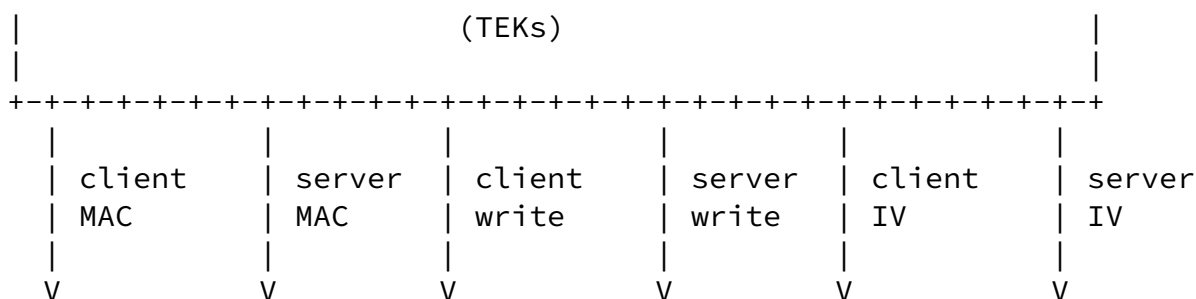 |                        (TEKs)                             |
|                                                           |
+-+-+-+-+-+-+-+-+-+-+-+-+-+-+-+-+-+-+-+-+-+-+-+-+-+-+-+-+-+-+
  |           |         |           |         |           |
  | client    | server  | client    | server  | client    | server
  | MAC       | MAC     | write     | write   | IV        | IV
  |           |         |           |         |           |
  V           V         V           V         V           V